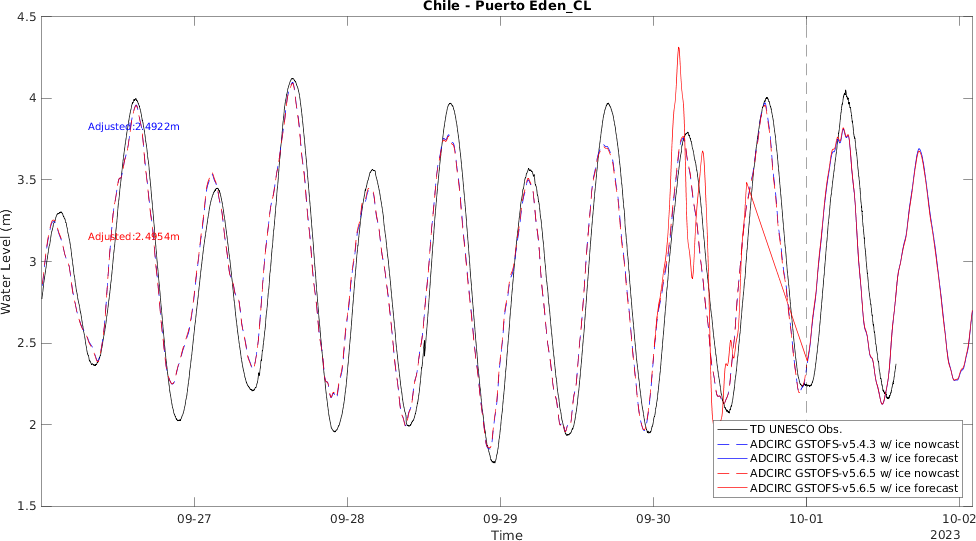 Chile - Puerto Eden_CL
4.5
4
3.5
3
2.5
2
1.5
Water Level (m)
Adjusted:2.4922m
Adjusted:2.4954m
TD UNESCO Obs.
ADCIRC GSTOFS-v5.4.3 w/ ice nowcast
ADCIRC GSTOFS-v5.4.3 w/ ice forecast
ADCIRC GSTOFS-v5.6.5 w/ ice nowcast
ADCIRC GSTOFS-v5.6.5 w/ ice forecast
09-27 09-28 09-29 09-30 10-01 10-02
Time
2023